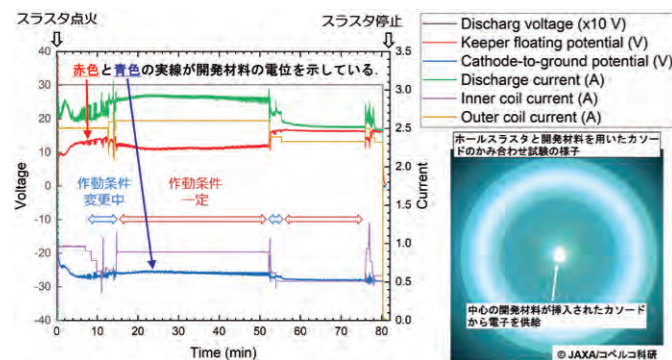 スラスタ点火
スラスタ停止
赤色と青色の実線が開発材料の電位を示している.
作動条件
変更中
作動条件
一定
Voltage
40
30
20
10
0
-10
-20
-30
-40
0
10
20
30
40
50
60
70
80
Time (min)
3.5
3.0
2.5
2.0
1.5
1.0
0.5
0.0
Current
Discharg voltage (x10 V)
Keeper floating potential (V)
Cathode-to-ground potential (V)
Discharge current (A)
Inner coil current (A)
Outer coil current (A)
ホールスラスタと開発材料を用いたカソー
ドのかみ合わせ試験の様子
中心の開発材料が挿入されたカソード
から電子を供給
© JAXA/コベルコ科研